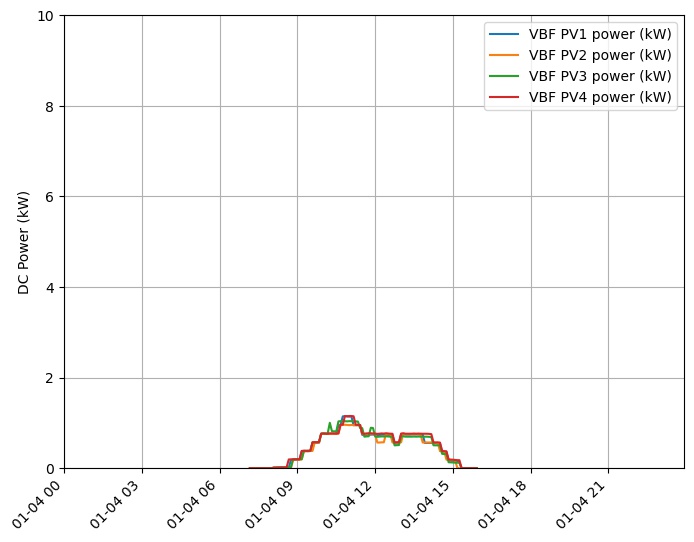 10
8
6
4
2
0
DC Power (kW)
VBF PV1 power (kW)
VBF PV2 power (kW)
VBF PV3 power (kW)
VBF PV4 power (kW)
01-04 00
01-04 03
01-04 06
01-04 09
01-04 12
01-04 15
01-04 18
01-04 21